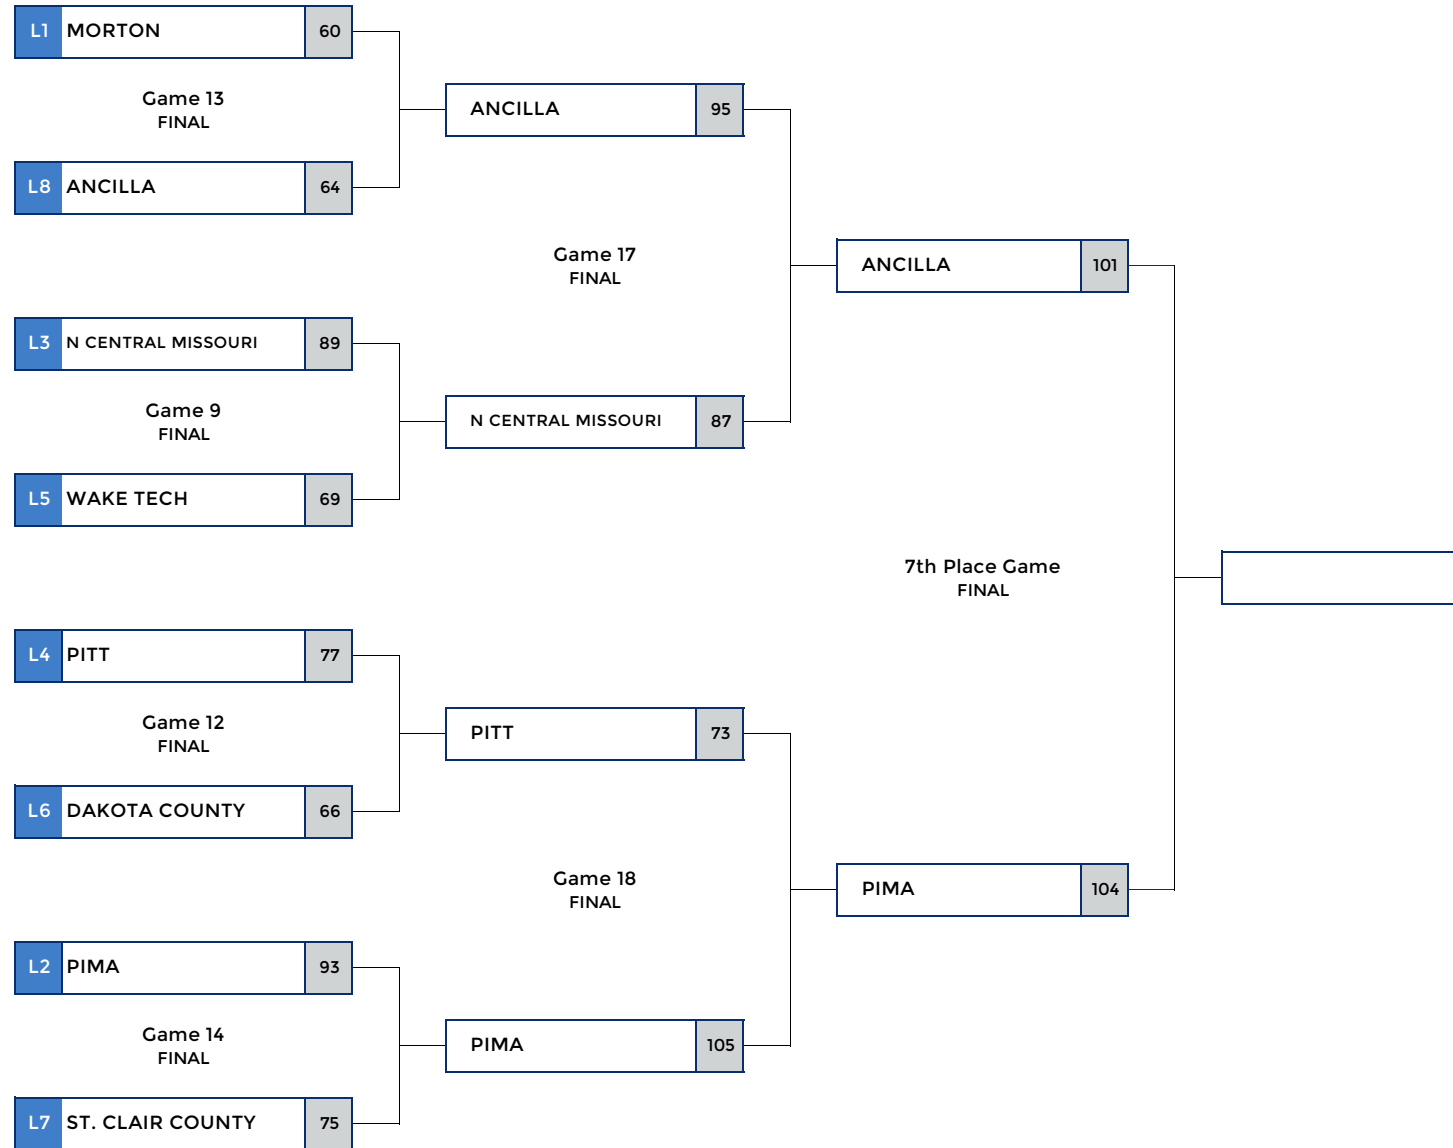 L1 MORTON 60
Game 13
FINAL
L8 ANCILLA 64
ANCILLA 95
Game 17
FINAL
L3 N CENTRAL MISSOURI 89
Game 9
FINAL
L5 WAKE TECH 69
N CENTRAL MISSOURI 87
ANCILLA 101
7th Place Game
FINAL
L4 PITT 77
Game 12
FINAL
L6 DAKOTA COUNTY 66
PITT 73
Game 18
FINAL
L2 PIMA 93
Game 14
FINAL
L7 ST. CLAIR COUNTY 75
PIMA 105
PIMA 104